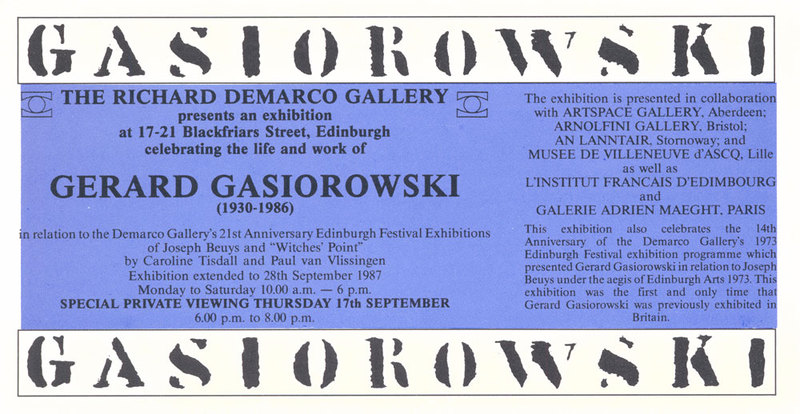 GASIOROWSKI
THE RICHARD DEMARCO GALLERY
presents an exhibition
at 17-21 Blackfriars Street, Edinburgh
celebrating the life and work of
GERARD GASIOROWSKI
(1930-1986)
in relation to the Demarco Gallery's 21st Anniversary Edinburgh Festival Exhibitions
of Joseph Beuys and "Witches' Point"
by Caroline Tisdall and Paul van Vlissingen
Exhibition extended to 28th September 1987
Monday to Saturday 10.00 a.m. — 6 p.m.
SPECIAL PRIVATE VIEWING THURSDAY 17th SEPTEMBER
6.00 p.m. to 8.00 p.m.
The exhibition is presented in collaboration
with ARTSPACE GALLERY, Aberdeen;
ARNOLFINI GALLERY, Bristol;
AN LANNTAIR, Stornoway; and
MUSEE DE VILLENEUVE d'ASCQ, Lille
as well as
L'INSTITUT FRANCAIS D'EDIMBOURG
and
GALERIE ADRIEN MAEGHT, PARIS
This exhibition also celebrates the 14th
Anniversary of the Demarco Gallery's 1973
Edinburgh Festival exhibition programme which
presented Gerard Gasiorowski in relation to Joseph
Beuys under the aegis of Edinburgh Arts 1973. This
exhibition was the first and only time that
Gerard Gasiorowski was previously exhibited in
Britain.
GASIOROWSKI